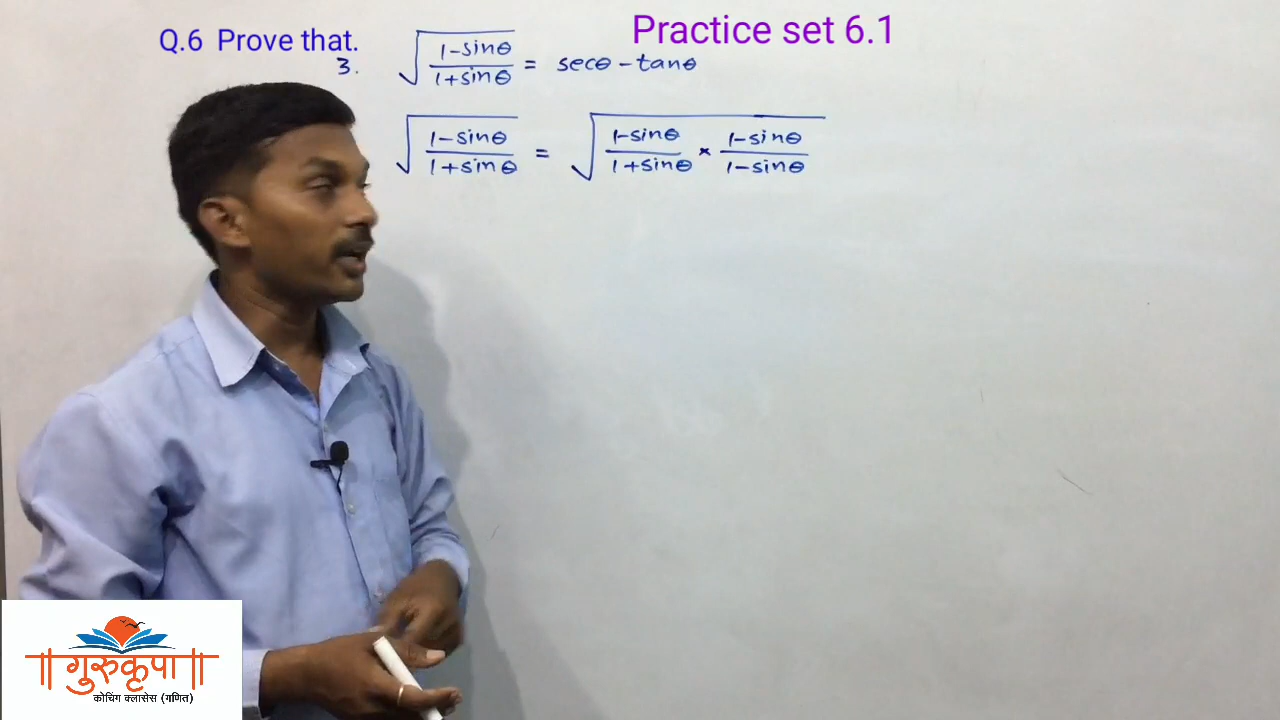 Practice set 6.1
Q.6 Prove that.
3. √((1-sinθ)/(1+sinθ)) = secθ - tanθ
√((1-sinθ)/(1+sinθ)) = √((1-sinθ)/(1+sinθ) × (1-sinθ)/(1-sinθ))
॥ गुरुकृपा ॥
कोचिंग क्लासेस (गणित)